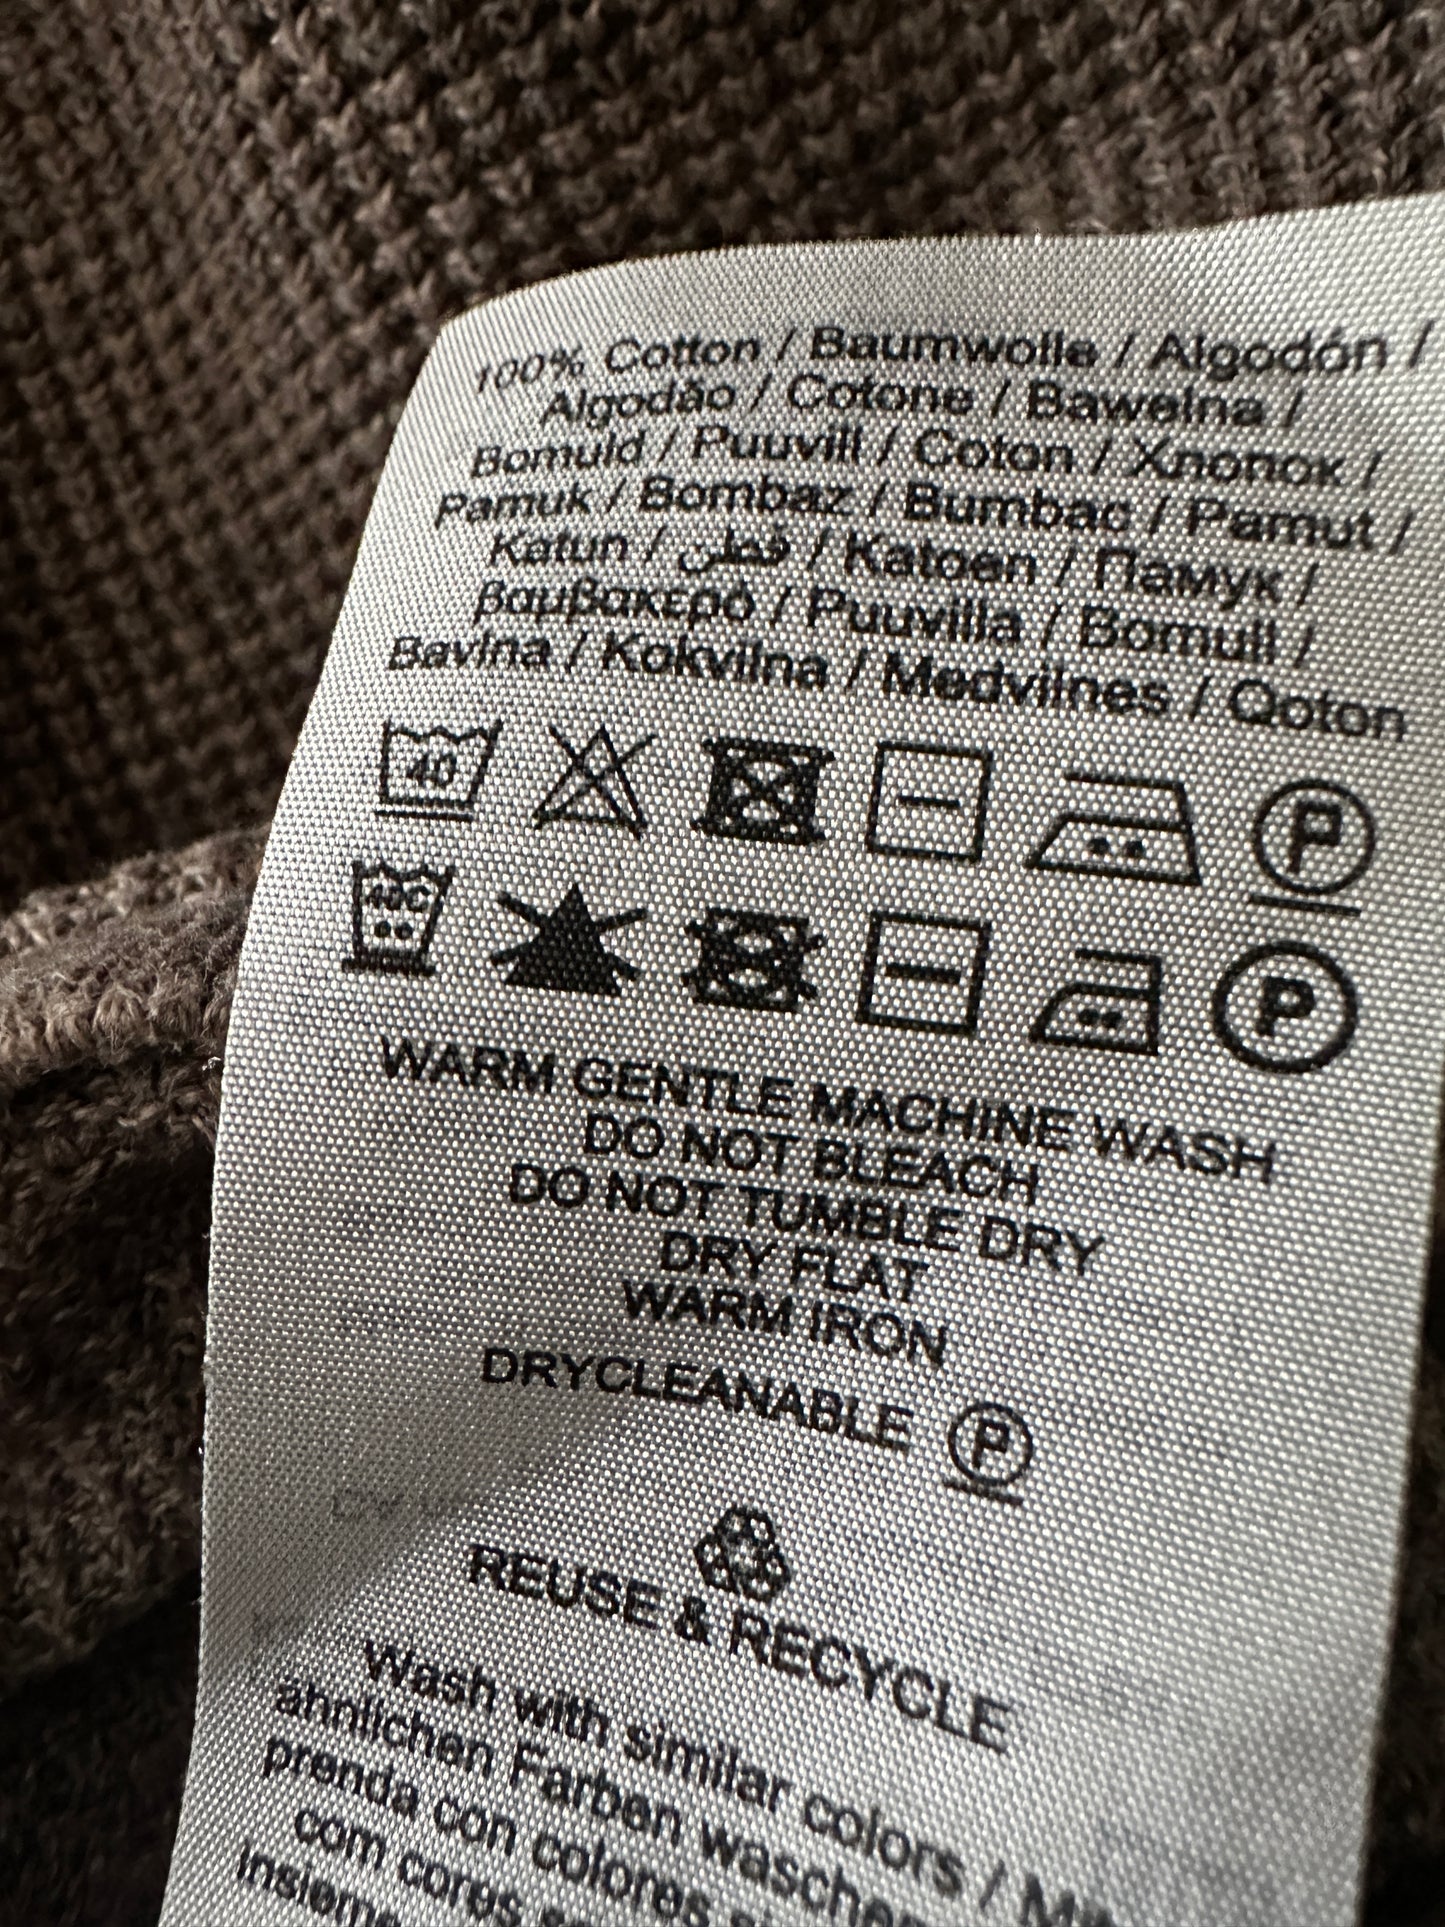 100% Cotton / Baumwolle / Algodón /
Algodão / Cotone / Bawełna /
Bomuld / Puuvill / Coton / Хлопок /
Pamuk / Bombaz / Bumbac / Pamut /
Katun / قطن / Katoen / Памук /
βαμβακερό / Puuvilla / Bomull /
Bavlna / Kokvilna / Medvilnės / Qoton
40
P
P
WARM GENTLE MACHINE WASH
DO NOT BLEACH
DO NOT TUMBLE DRY
DRY FLAT
WARM IRON
DRYCLEANABLE P
REUSE & RECYCLE
Wash with similar colors /
ähnlichen Farben
prenda con colores
com cores